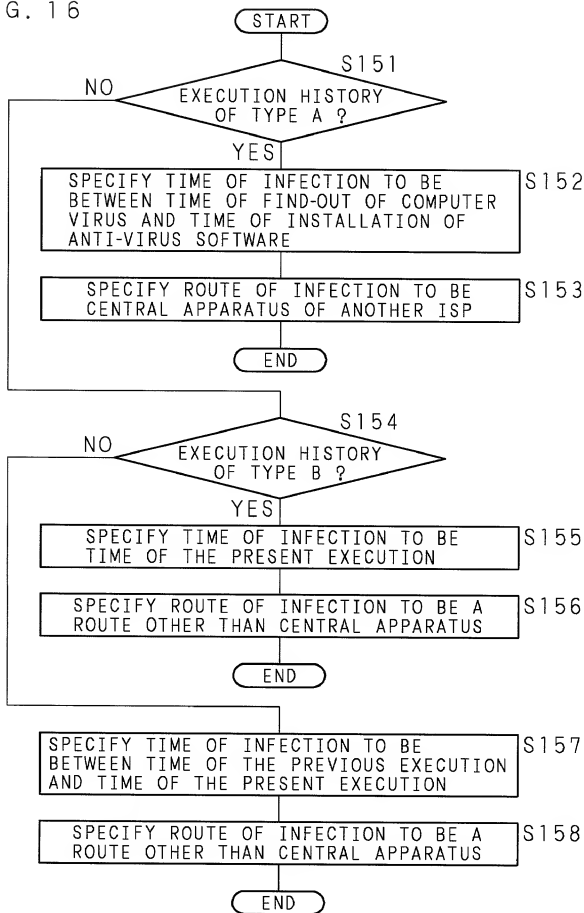 G. 16
START
S151
NO
EXECUTION HISTORY
OF TYPE A ?
YES
S152
SPECIFY TIME OF INFECTION TO BE
BETWEEN TIME OF FIND-OUT OF COMPUTER
VIRUS AND TIME OF INSTALLATION OF
ANTI-VIRUS SOFTWARE
S153
SPECIFY ROUTE OF INFECTION TO BE
CENTRAL APPARATUS OF ANOTHER ISP
END
S154
NO
EXECUTION HISTORY
OF TYPE B ?
YES
S155
SPECIFY TIME OF INFECTION TO BE
TIME OF THE PRESENT EXECUTION
S156
SPECIFY ROUTE OF INFECTION TO BE A
ROUTE OTHER THAN CENTRAL APPARATUS
END
S157
SPECIFY TIME OF INFECTION TO BE
BETWEEN TIME OF THE PREVIOUS EXECUTION
AND TIME OF THE PRESENT EXECUTION
S158
SPECIFY ROUTE OF INFECTION TO BE A
ROUTE OTHER THAN CENTRAL APPARATUS
END